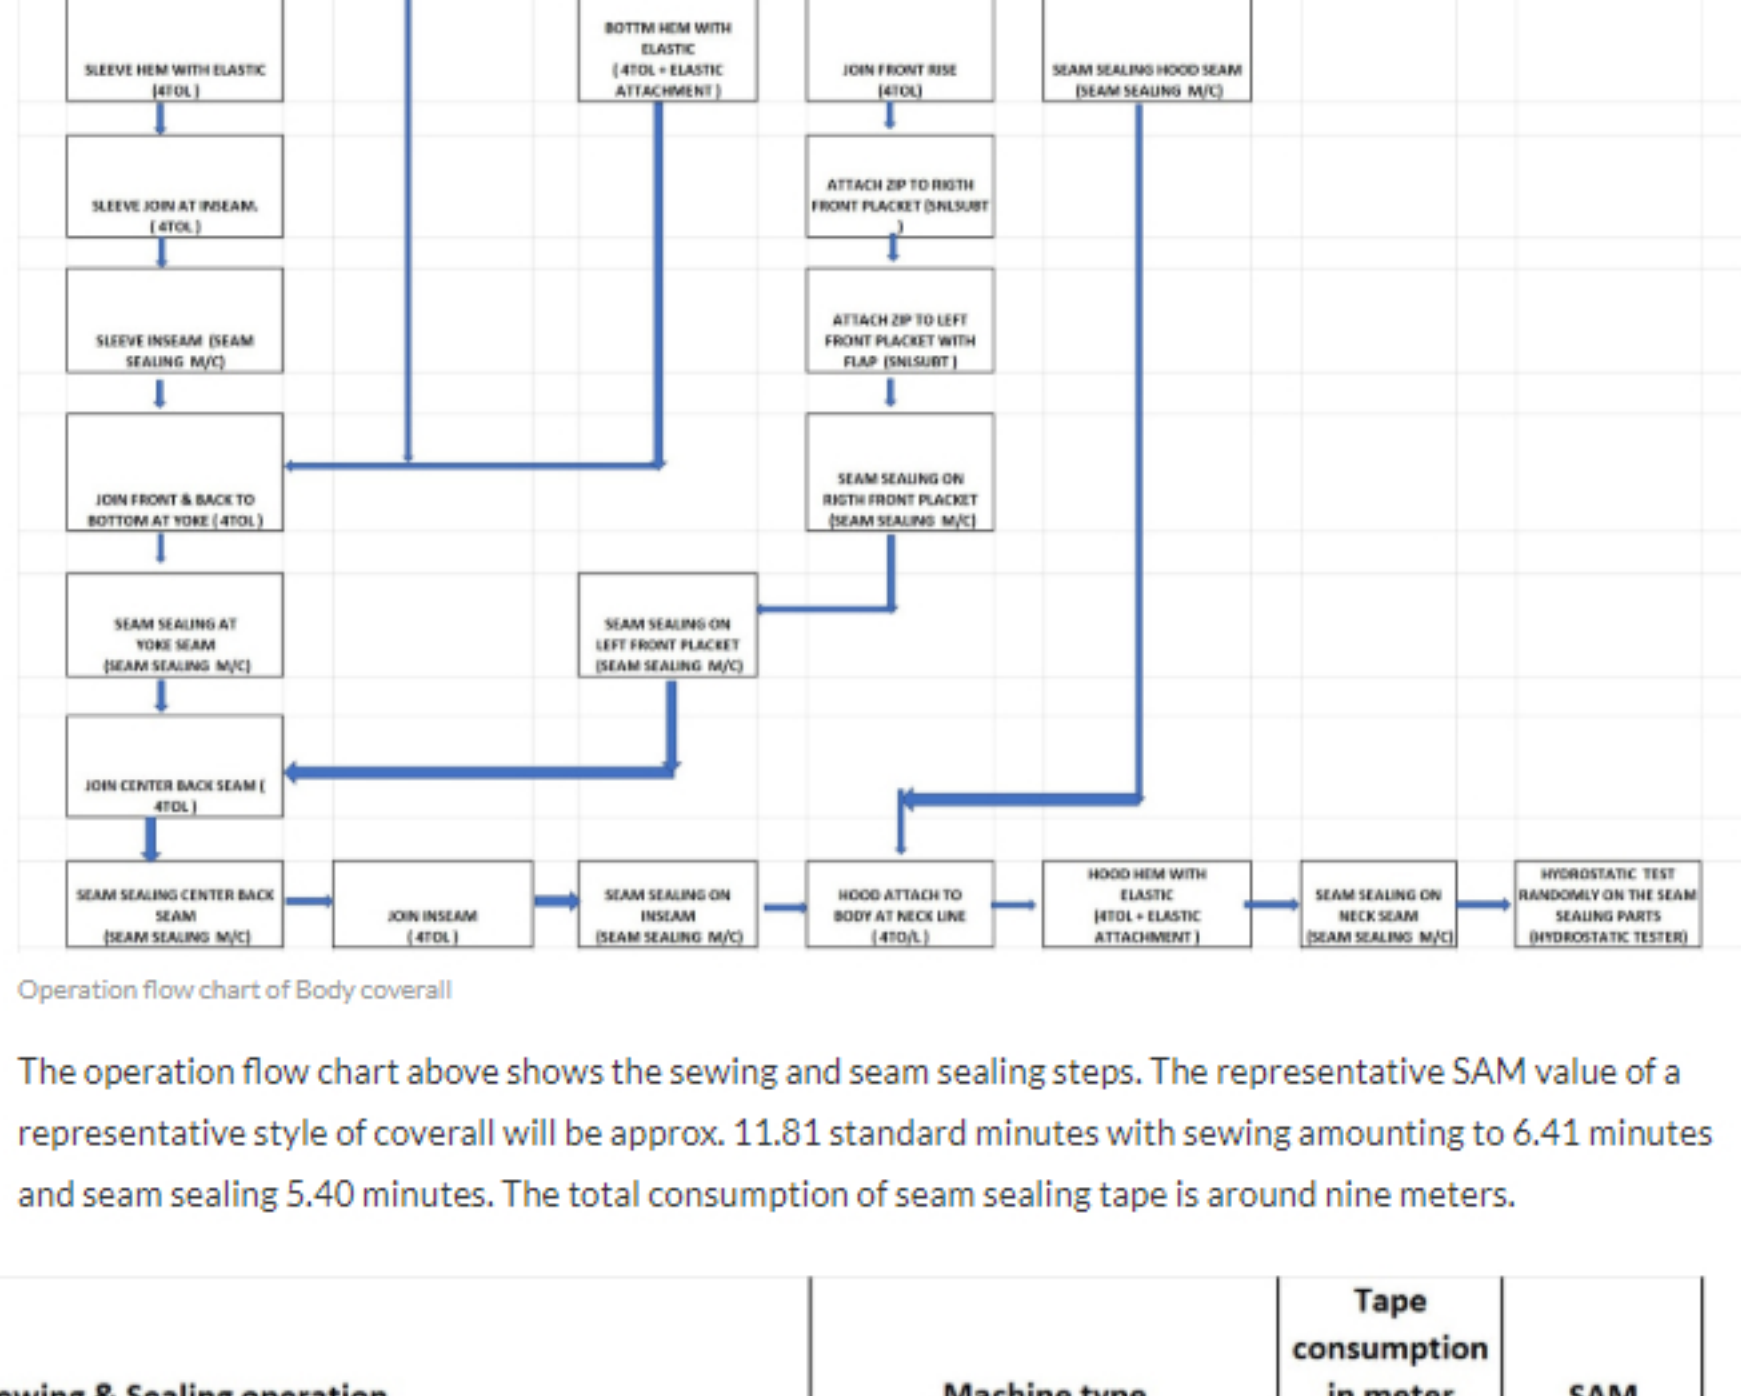 SLEEVE HEM WITH ELASTIC
(4TOL)
BOTTM HEM WITH
ELASTIC
( 4TOL + ELASTIC
ATTACHMENT )
JOIN FRONT RISE
(4TOL)
SEAM SEALING HOOD SEAM
(SEAM SEALING M/C)
SLEEVE JOIN AT INSEAM.
( 4TOL )
ATTACH ZIP TO RIGTH
FRONT PLACKET (SNLSUBT
)
SLEEVE INSEAM (SEAM
SEALING M/C)
ATTACH ZIP TO LEFT
FRONT PLACKET WITH
FLAP (SNLSUBT )
JOIN FRONT & BACK TO
BOTTOM AT YOKE ( 4TOL )
SEAM SEALING ON
RIGTH FRONT PLACKET
(SEAM SEALING M/C)
SEAM SEALING AT
YOKE SEAM
(SEAM SEALING M/C)
SEAM SEALING ON
LEFT FRONT PLACKET
(SEAM SEALING M/C)
JOIN CENTER BACK SEAM (
4TOL )
SEAM SEALING CENTER BACK
SEAM
(SEAM SEALING M/C)
JOIN INSEAM
( 4TOL )
SEAM SEALING ON
INSEAM
(SEAM SEALING M/C)
HOOD ATTACH TO
BODY AT NECK LINE
( 4TO/L )
HOOD HEM WITH
ELASTIC
(4TOL + ELASTIC
ATTACHMENT )
SEAM SEALING ON
NECK SEAM
(SEAM SEALING M/C)
HYDROSTATIC TEST
RANDOMLY ON THE SEAM
SEALING PARTS
(HYDROSTATIC TESTER)
Operation flow chart of Body coverall
The operation flow chart above shows the sewing and seam sealing steps. The representative SAM value of a
representative style of coverall will be approx. 11.81 standard minutes with sewing amounting to 6.41 minutes
and seam sealing 5.40 minutes. The total consumption of seam sealing tape is around nine meters.
Tape
consumption
in meter
ewing & Sealing operation
Machine type
SAM